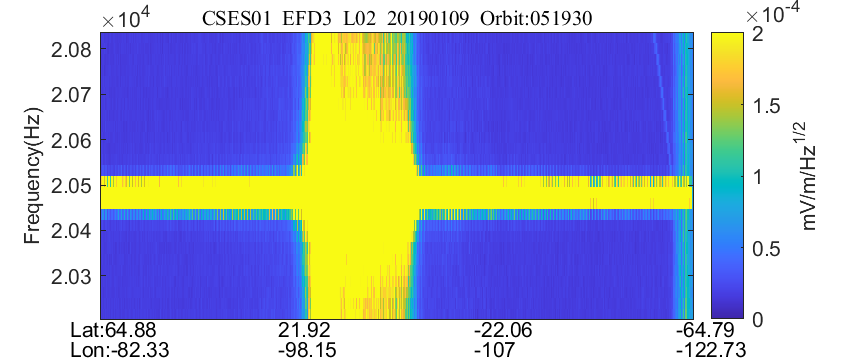 CSES01 EFD3 L02 20190109 Orbit:051930
×10⁴
×10⁻⁴
2.08
2.07
2.06
2.05
2.04
2.03
Frequency(Hz)
2
1.5
1
0.5
0
mV/m/Hz^1/2
Lat:64.88 21.92 -22.06 -64.79
Lon:-82.33 -98.15 -107 -122.73